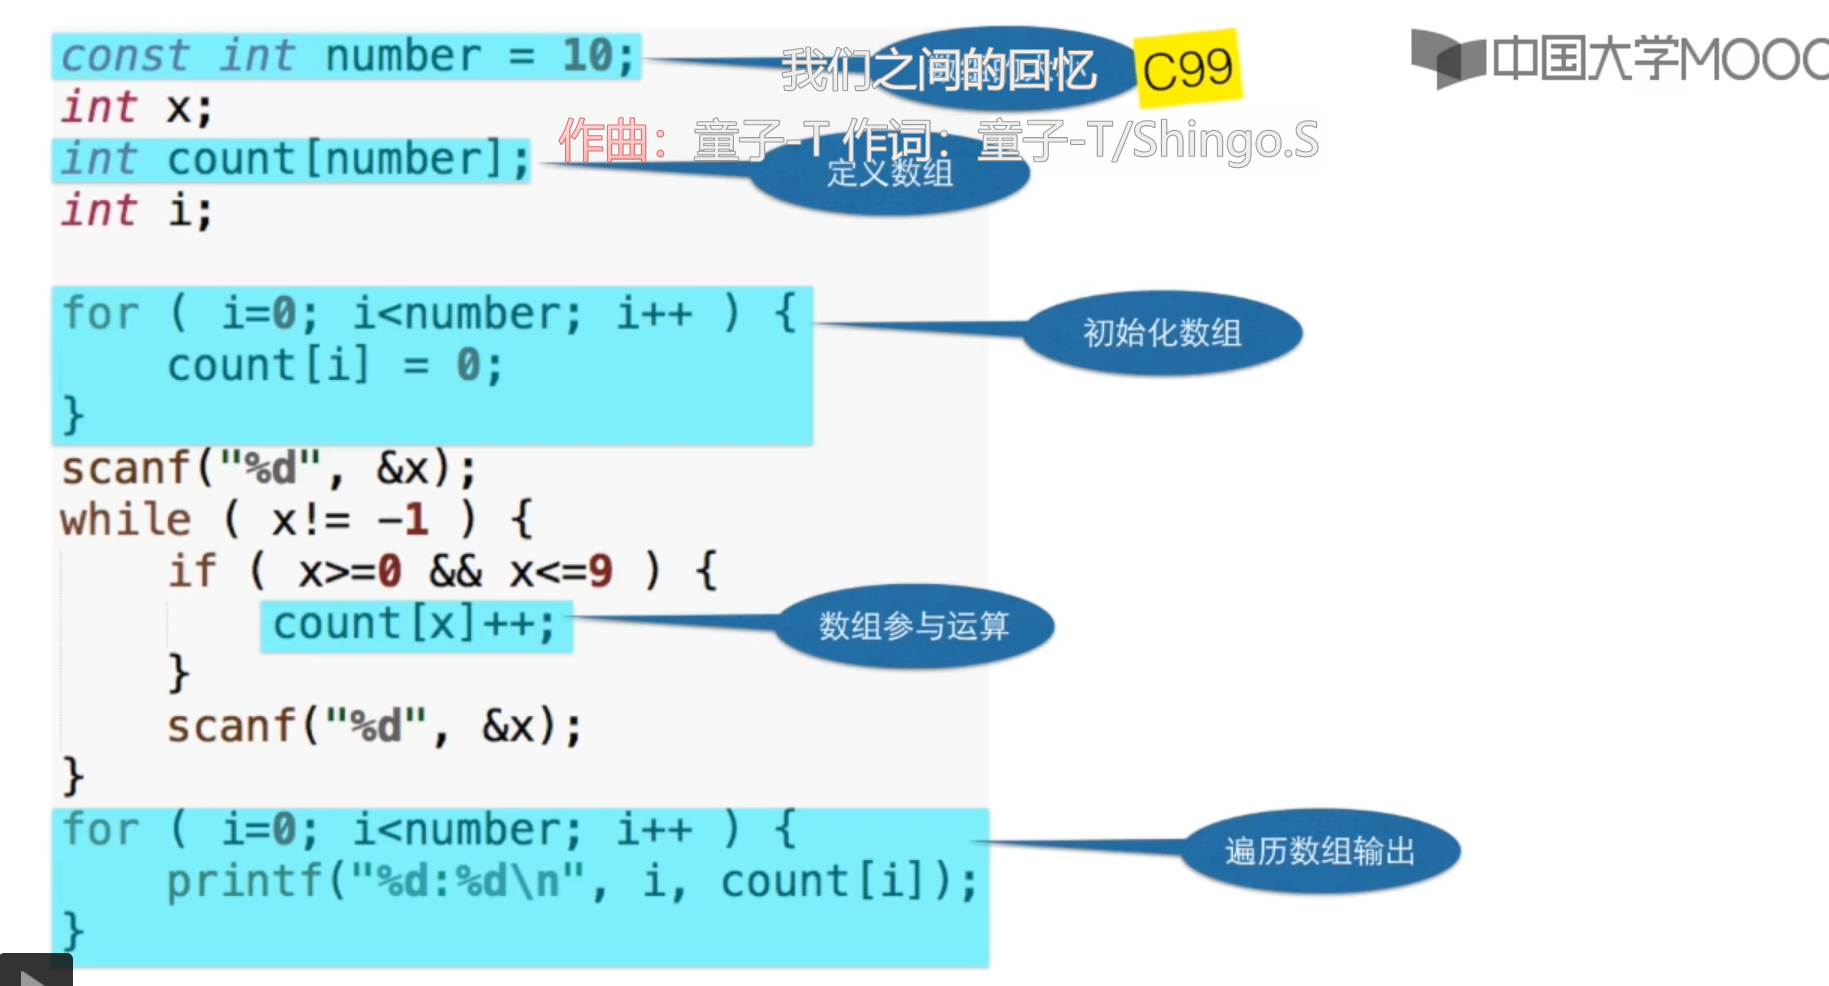 const int number = 10;
我们之间的回忆
C99
中国大学MOOC
int x;
作曲：童子-T 作词：童子-T/Shingo.S
int count[number];
定义数组
int i;
for ( i=0; i<number; i++ ) {
初始化数组
count[i] = 0;
}
scanf("%d", &x);
while ( x!= -1 ) {
if ( x>=0 && x<=9 ) {
count[x]++;
数组参与运算
}
scanf("%d", &x);
}
for ( i=0; i<number; i++ ) {
遍历数组输出
printf("%d:%d\n", i, count[i]);
}